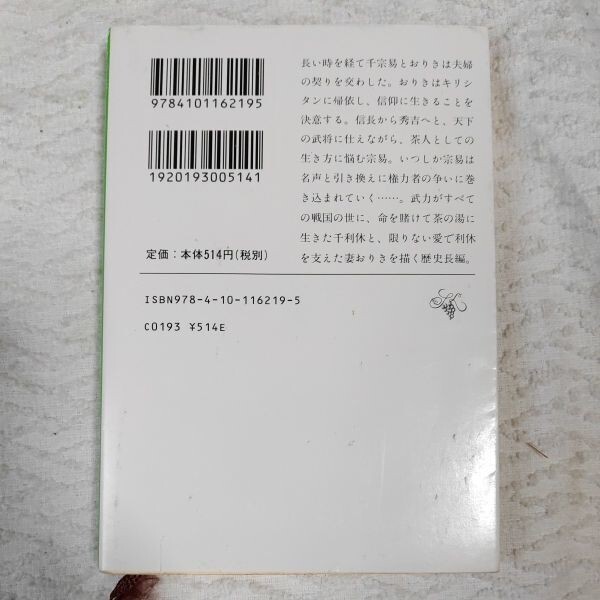 9784101162195
1920193005141
定価：本体514円(税別)
長い時を経て千宗易とおりきは夫婦
の契りを交わした。おりきはキリシ
タンに帰依し、信仰に生きることを
決意する。信長から秀吉へと、天下
の武将に仕えながら、茶人としての
生き方に悩む宗易。いつしか宗易は
名声と引き換えに権力者の争いに巻
き込まれていく……。武力がすべて
の戦国の世に、命を賭けて茶の湯に
生きた千利休と、限りない愛で利休
を支えた妻おりきを描く歴史長編。
ISBN978-4-10-116219-5
C0193 ¥514E